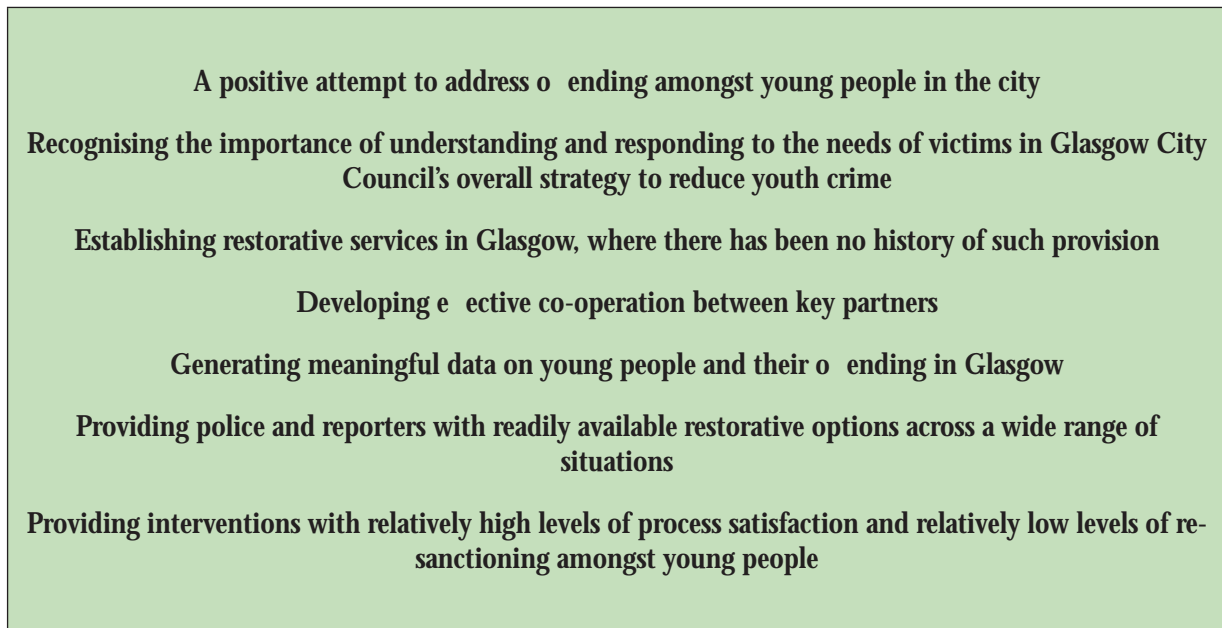 A positive attempt to address o ending amongst young people in the city
Recognising the importance of understanding and responding to the needs of victims in Glasgow City
Council's overall strategy to reduce youth crime
Establishing restorative services in Glasgow, where there has been no history of such provision
Developing e ective co-operation between key partners
Generating meaningful data on young people and their o ending in Glasgow
Providing police and reporters with readily available restorative options across a wide range of
situations
Providing interventions with relatively high levels of process satisfaction and relatively low levels of re-
sanctioning amongst young people